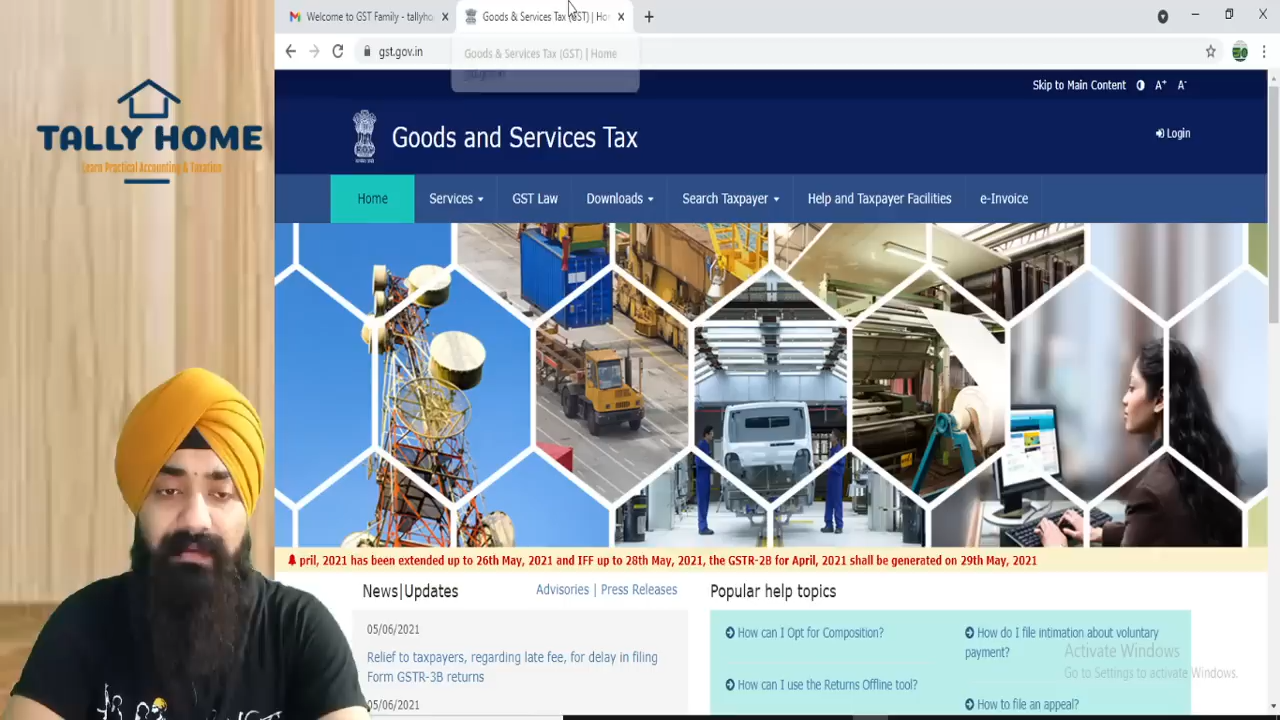 Welcome to GST Family - tallyho
Goods & Services Tax (GST) | Ho
gst.gov.in
Goods & Services Tax (GST) | Home
Skip to Main Content A+ A-
TALLY HOME
Learn Practical Accounting & Taxation
Goods and Services Tax
Login
Home Services GST Law Downloads Search Taxpayer Help and Taxpayer Facilities e-Invoice
pril, 2021 has been extended up to 26th May, 2021 and IFF up to 28th May, 2021, the GSTR-2B for April, 2021 shall be generated on 29th May, 2021
News|Updates
Advisories | Press Releases
05/06/2021
Relief to taxpayers, regarding late fee, for delay in filing
Form GSTR-3B returns
05/06/2021
Popular help topics
How can I Opt for Composition?
How do I file intimation about voluntary
payment?
How can I use the Returns Offline tool?
How to file an appeal?
Activate Windows
Go to Settings to activate Windows.